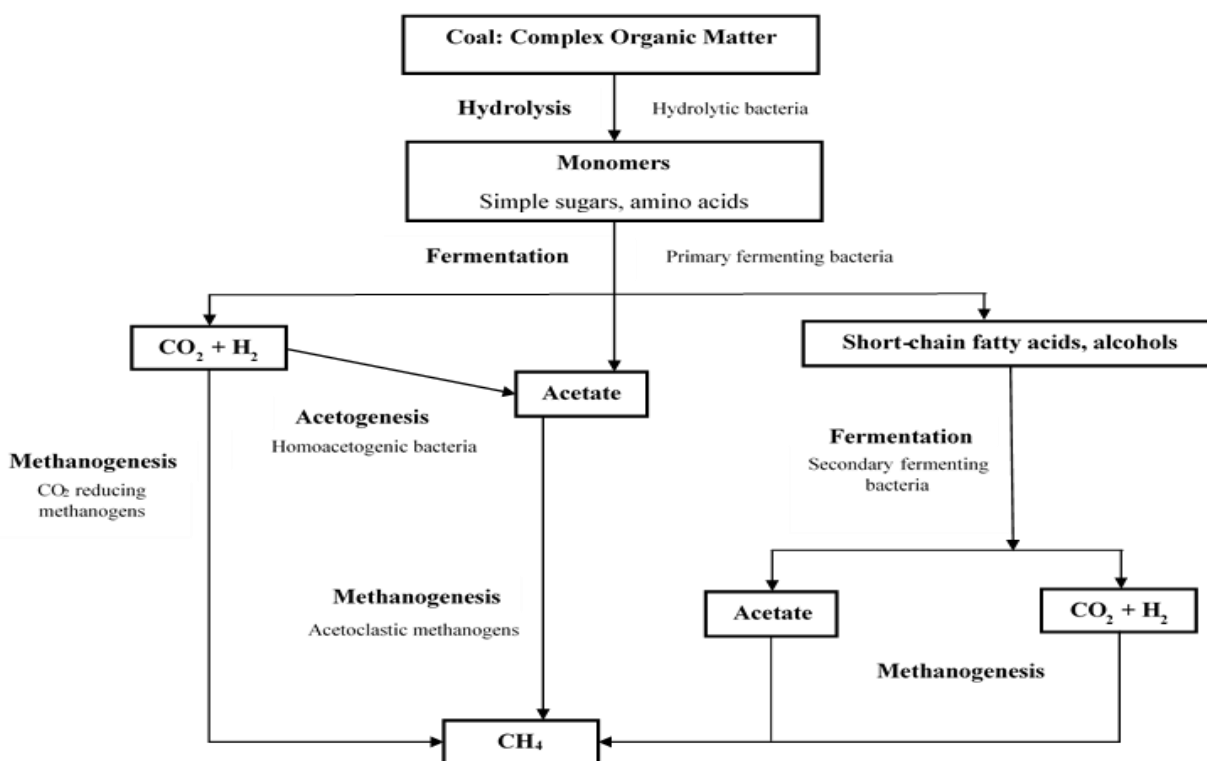 Coal: Complex Organic Matter
Hydrolysis
Hydrolytic bacteria
Monomers
Simple sugars, amino acids
Fermentation
Primary fermenting bacteria
CO₂ + H₂
Short-chain fatty acids, alcohols
Acetate
Acetogenesis
Homoacetogenic bacteria
Methanogenesis
CO₂ reducing
methanogens
Fermentation
Secondary fermenting
bacteria
Methanogenesis
Acetoclastic methanogens
Acetate
CO₂ + H₂
Methanogenesis
CH₄